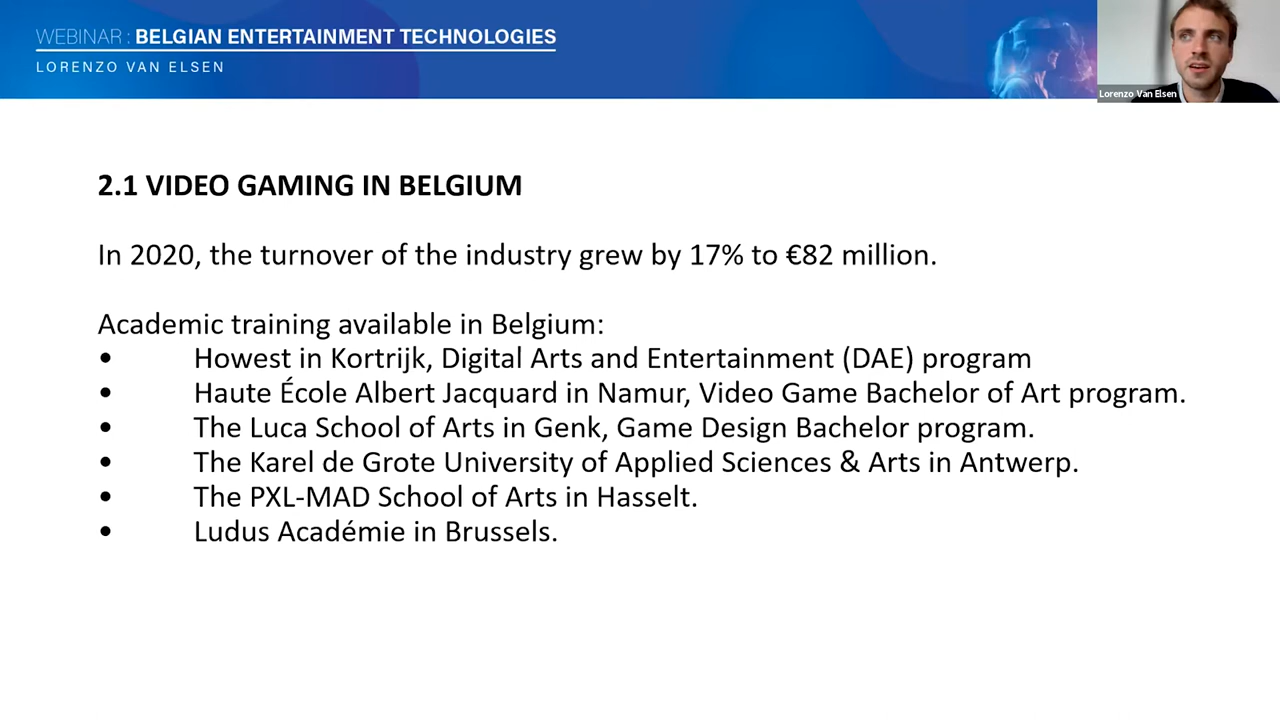 WEBINAR : BELGIAN ENTERTAINMENT TECHNOLOGIES
LORENZO VAN ELSEN
Lorenzo Van Elsen
2.1 VIDEO GAMING IN BELGIUM
In 2020, the turnover of the industry grew by 17% to €82 million.
Academic training available in Belgium:
• Howest in Kortrijk, Digital Arts and Entertainment (DAE) program
• Haute École Albert Jacquard in Namur, Video Game Bachelor of Art program.
• The Luca School of Arts in Genk, Game Design Bachelor program.
• The Karel de Grote University of Applied Sciences & Arts in Antwerp.
• The PXL-MAD School of Arts in Hasselt.
• Ludus Académie in Brussels.